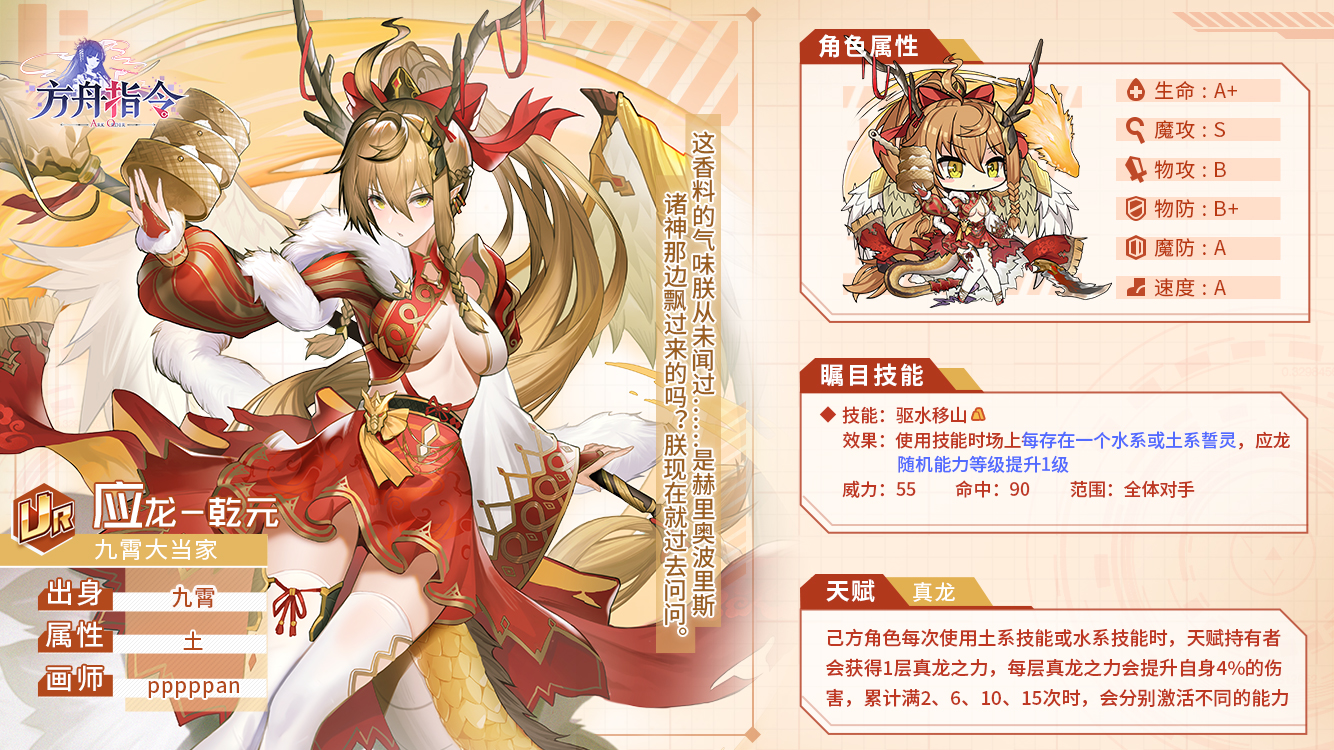 方舟指令
ARK ORDER
这香料的气味朕从未闻过……是赫里奥波里斯
诸神那边飘过来的吗？朕现在就过去问问。
UR
应龙—乾元
九霄大当家
出身 九霄
属性 土
画师 pppppan
角色属性
生命：A+
魔攻：S
物攻：B
物防：B+
魔防：A
速度：A
瞩目技能
技能：驱水移山
效果：使用技能时场上每存在一个水系或土系誓灵，应龙
随机能力等级提升1级
威力：55 命中：90 范围：全体对手
天赋 真龙
己方角色每次使用土系技能或水系技能时，天赋持有者
会获得1层真龙之力，每层真龙之力会提升自身4%的伤
害，累计满2、6、10、15次时，会分别激活不同的能力